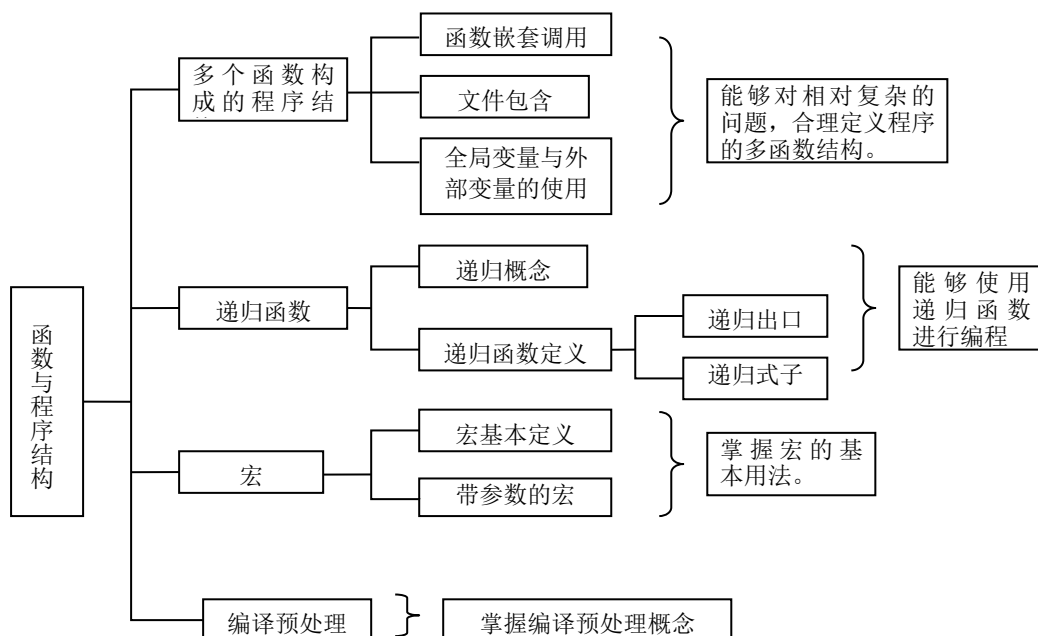 函数与程序结构
多个函数构
成的程序结
函数嵌套调用
文件包含
全局变量与外
部变量的使用
能够对相对复杂的
问题，合理定义程序
的多函数结构。
递归函数
递归概念
递归函数定义
递归出口
递归式子
能够使用
递归函数
进行编程
宏
宏基本定义
带参数的宏
掌握宏的基
本用法。
编译预处理
掌握编译预处理概念